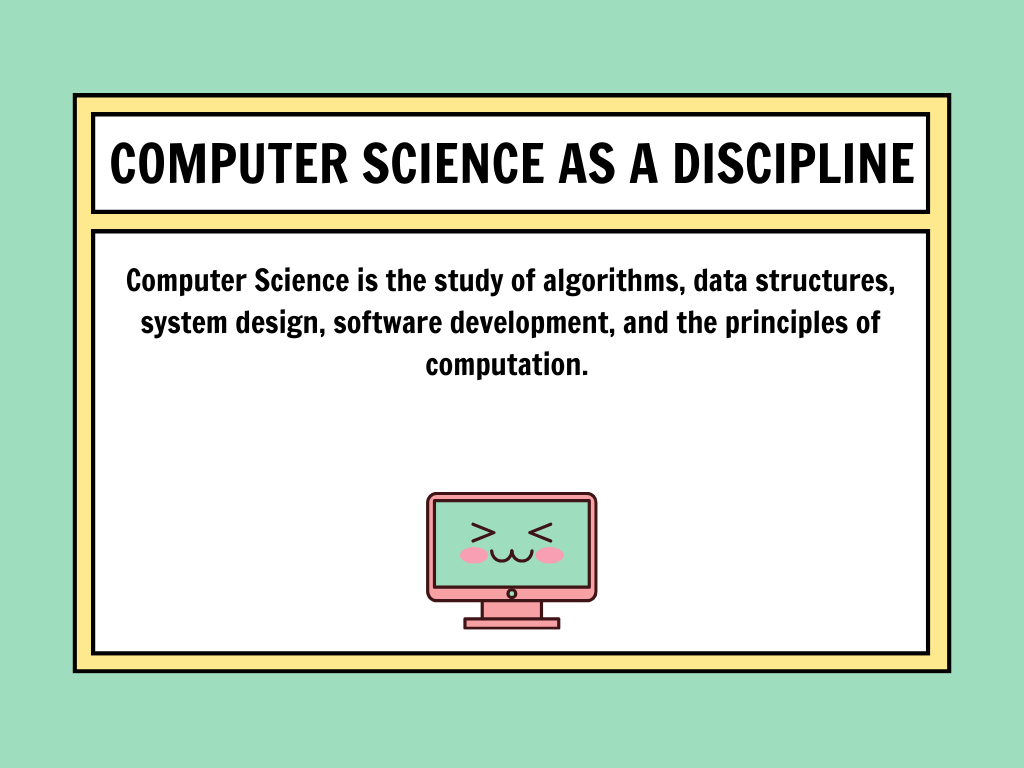 COMPUTER SCIENCE AS A DISCIPLINE
Computer Science is the study of algorithms, data structures,
system design, software development, and the principles of
computation.